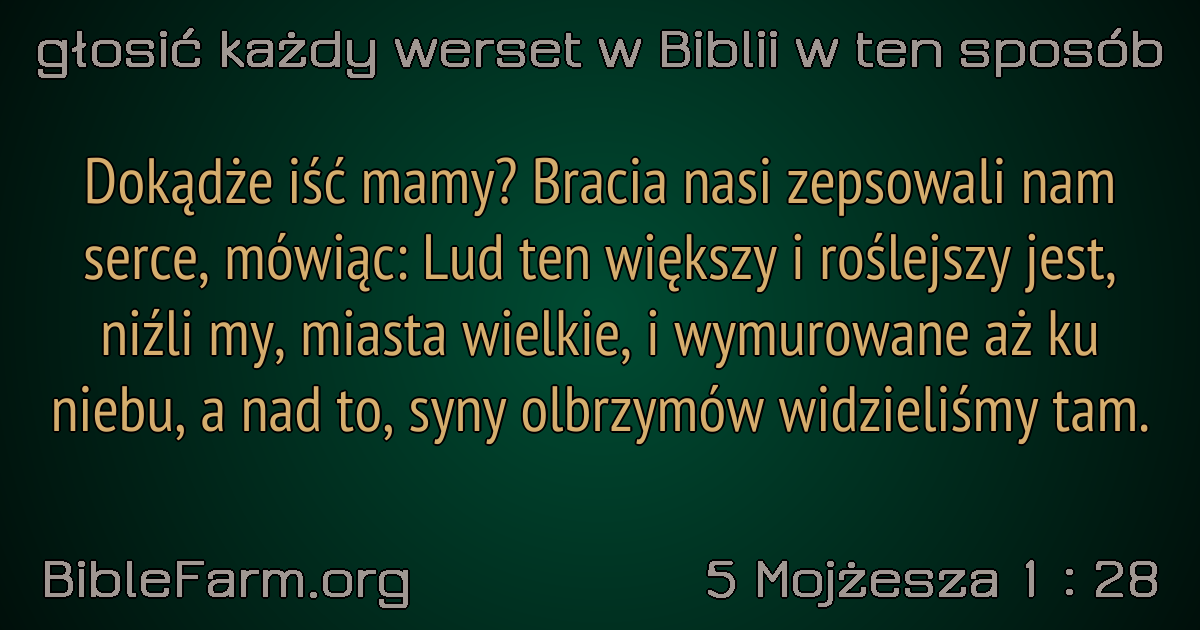 głosić każdy werset w Biblii w ten sposób
Dokądże iść mamy? Bracia nasi zepsowali nam
serce, mówiąc: Lud ten większy i roślejszy jest,
niźli my, miasta wielkie, i wymurowane aż ku
niebu, a nad to, syny olbrzymów widzieliśmy tam.
BibleFarm.org
5 Mojżesza 1 : 28